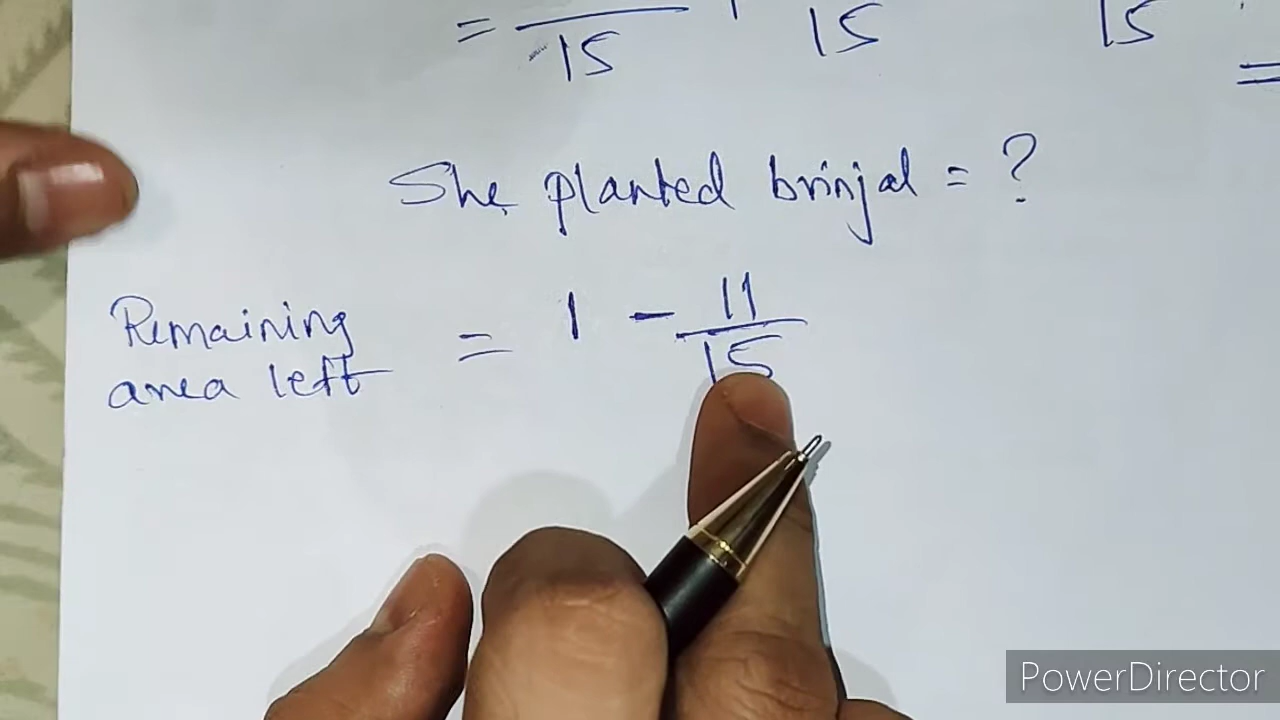 = /15 15 15 =
She planted brinjal = ?
Remaining area left = 1 - 11/15
PowerDirector